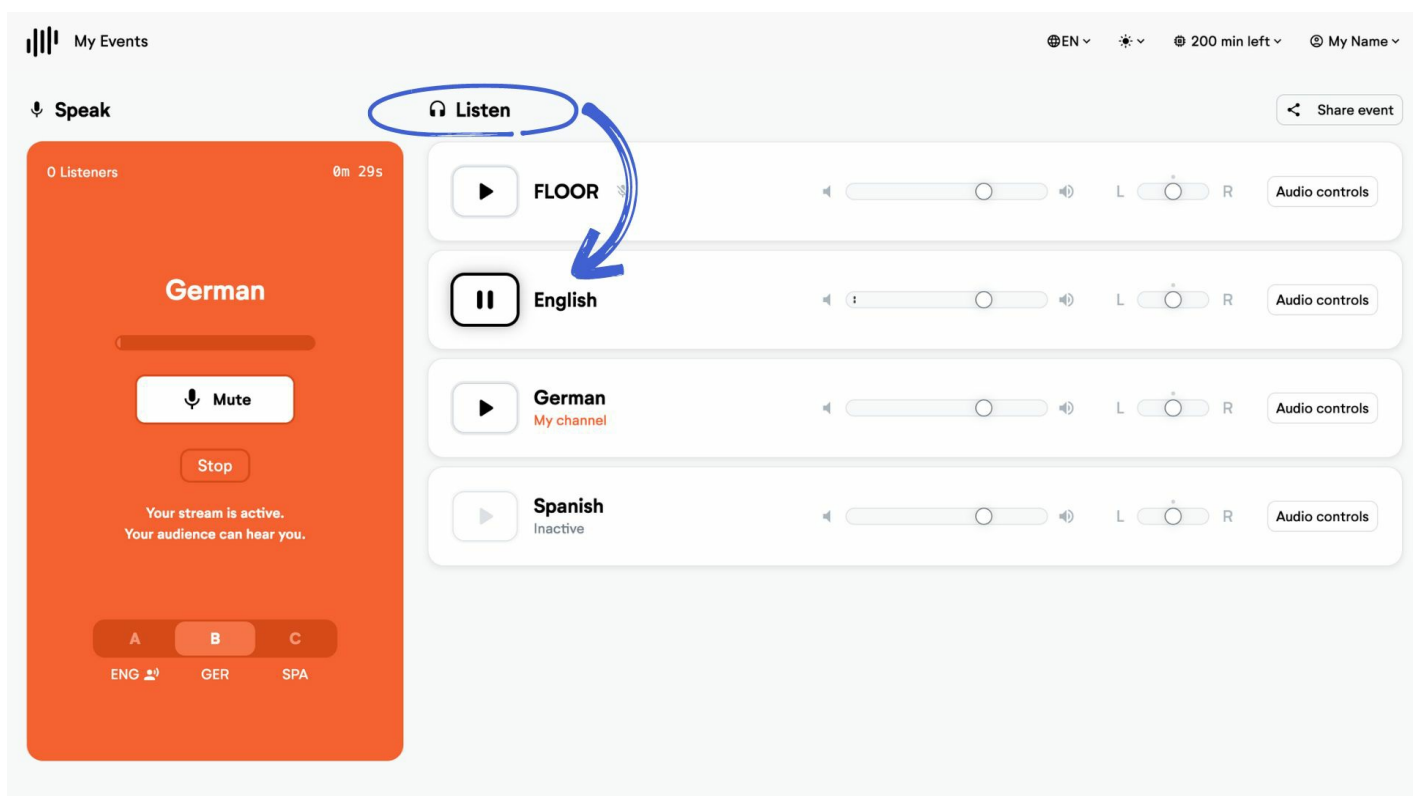 My Events
EN
200 min left
My Name
Speak
Listen
Share event
0 Listeners
0m 29s
German
Mute
Stop
Your stream is active.
Your audience can hear you.
A B C
ENG GER SPA
FLOOR
L R
Audio controls
English
L R
Audio controls
German
My channel
L R
Audio controls
Spanish
Inactive
L R
Audio controls